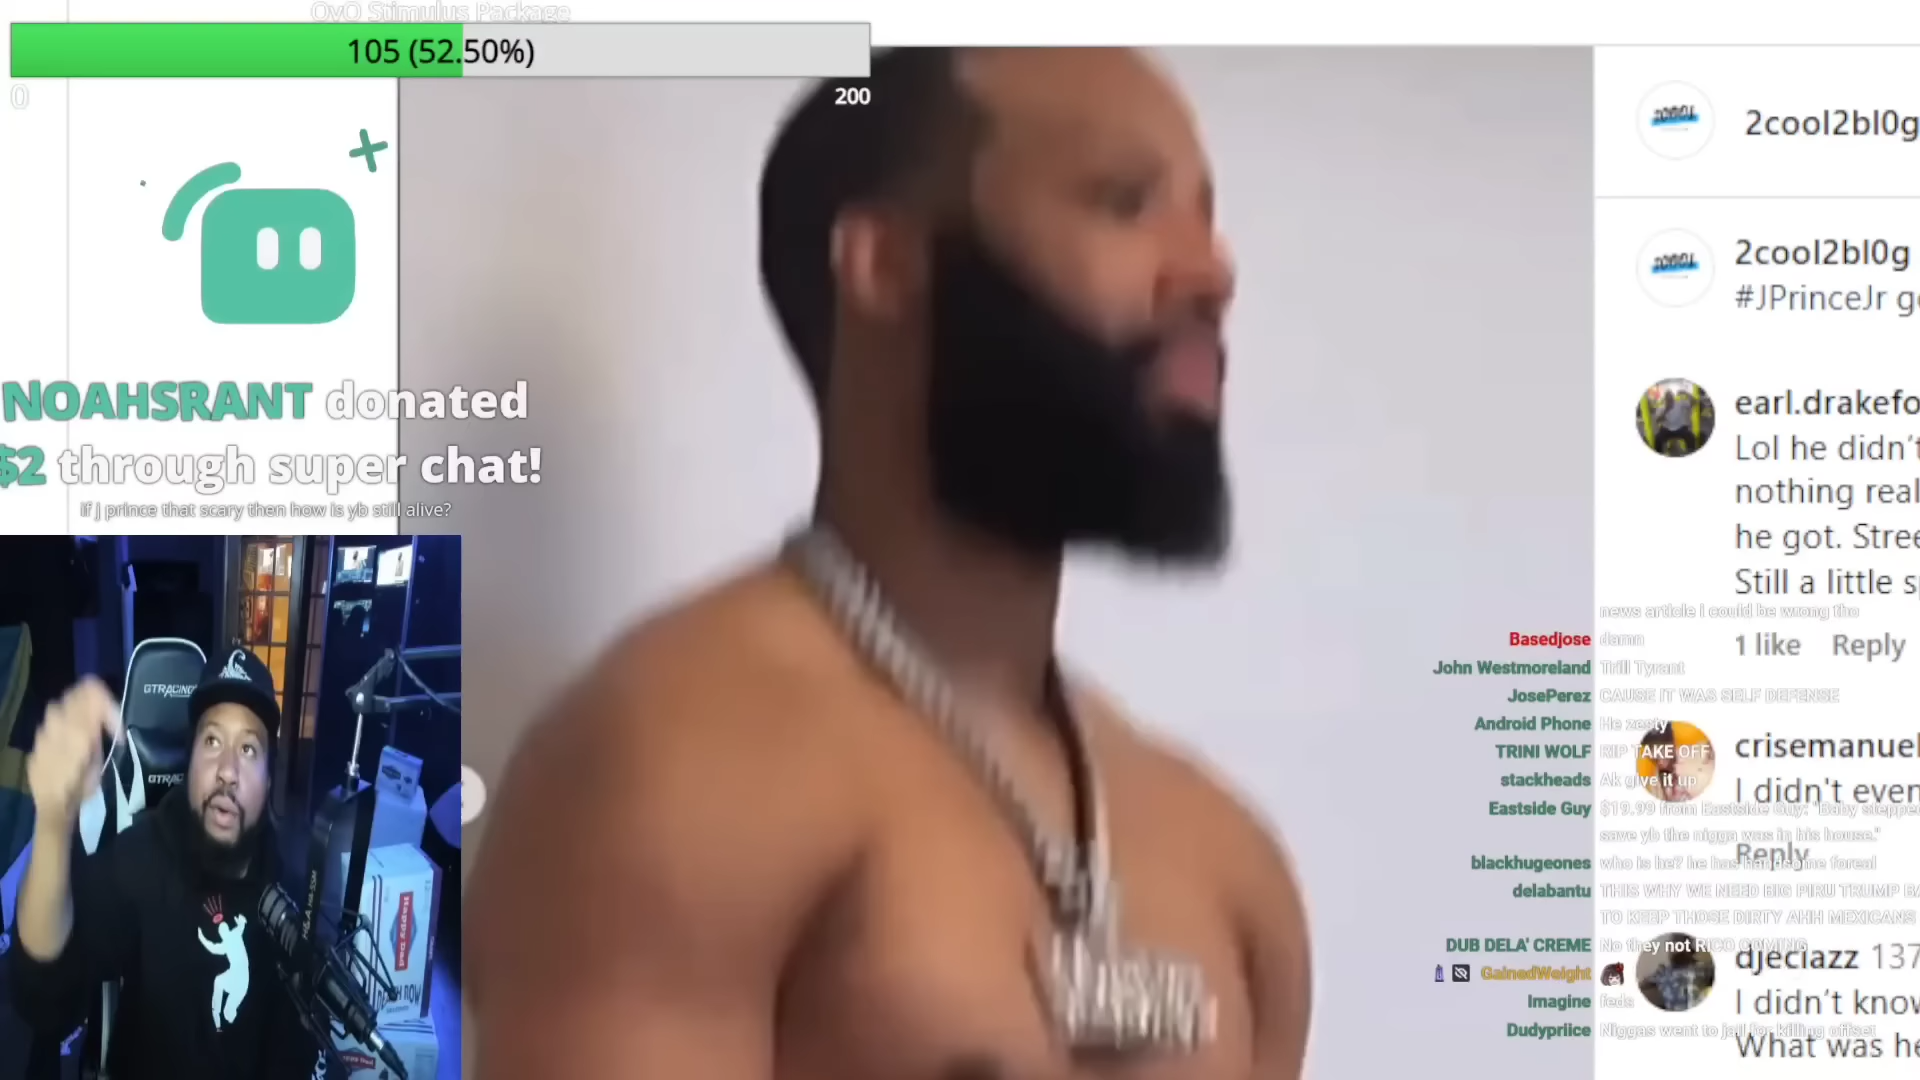 OvO Stimulus Package
105 (52.50%)
0
200
NOAHSRANT donated
$2 through super chat!
if j prince that scary then how is yb still alive?
GTRACING
GTRAC
2cool2bl0g
2cool2bl0g
#JPrinceJr
earl.drakefo
Lol he didn't
nothing real
he got. Stree
Still a little
1 like Reply
crisemanuel
I didn't even
Reply
djeciazz 137
I didn't know
What was he
news article I could be wrong tho
Basedjose damn
John Westmoreland Trill Tyrant
JosePerez CAUSE IT WAS SELF DEFENSE
Android Phone He zesty
TRINI WOLF RIP TAKE OFF
stackheads Ak give it up
Eastside Guy $19.99 from Eastside Guy: "Baby stepped
save yb the nigga was in his house."
blackhugeones who is he? he has handsome foreal
delabantu THIS WHY WE NEED BIG PIRU TRUMP
TO KEEP THOSE DIRTY AHH MEXICANS
DUB DELA' CREME No they not RICO COMING
GainedWeight
Imagine feds
Dudypriice Niggas went to jail for killing offset